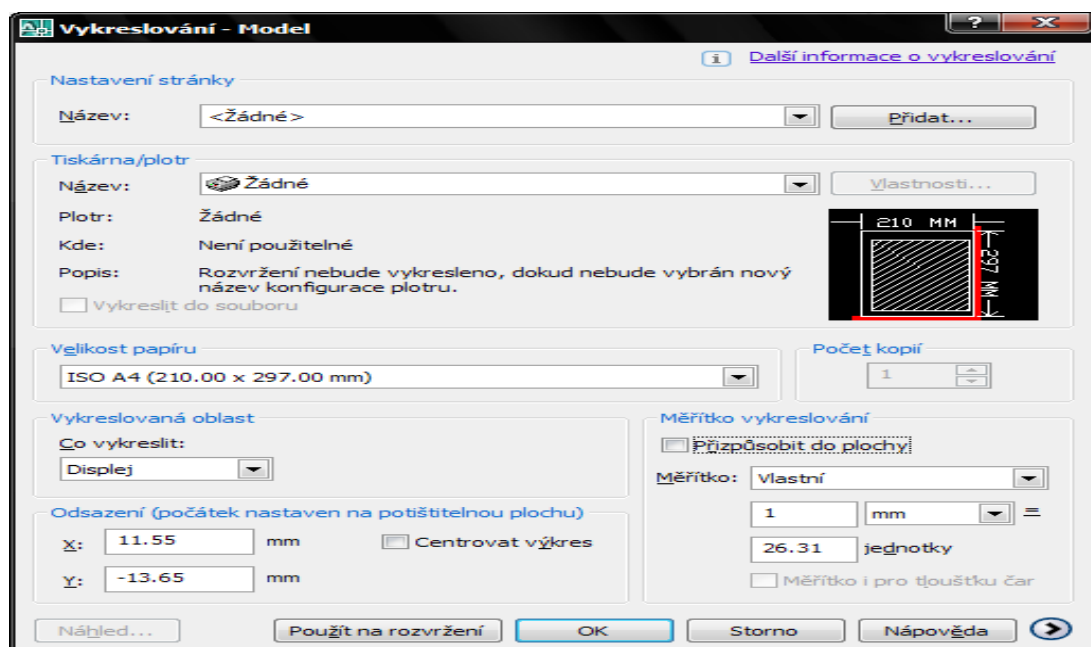 Vykreslování - Model
Další informace o vykreslování
Nastavení stránky
Název: <Žádné> Přidat...
Tiskárna/plotr
Název: Žádné Vlastnosti...
Plotr: Žádné
Kde: Není použitelné
Popis: Rozvržení nebude vykresleno, dokud nebude vybrán nový
název konfigurace plotru.
Vykreslit do souboru
210 MM
297 MM
Velikost papíru
ISO A4 (210.00 x 297.00 mm)
Počet kopií
1
Vykreslovaná oblast
Co vykreslit:
Displej
Měřítko vykreslování
Přizpůsobit do plochy
Měřítko: Vlastní
1 mm =
26.31 jednotky
Měřítko i pro tloušťku čar
Odsazení (počátek nastaven na potištitelnou plochu)
X: 11.55 mm Centrovat výkres
Y: -13.65 mm
Náhled... Použít na rozvržení OK Storno Nápověda